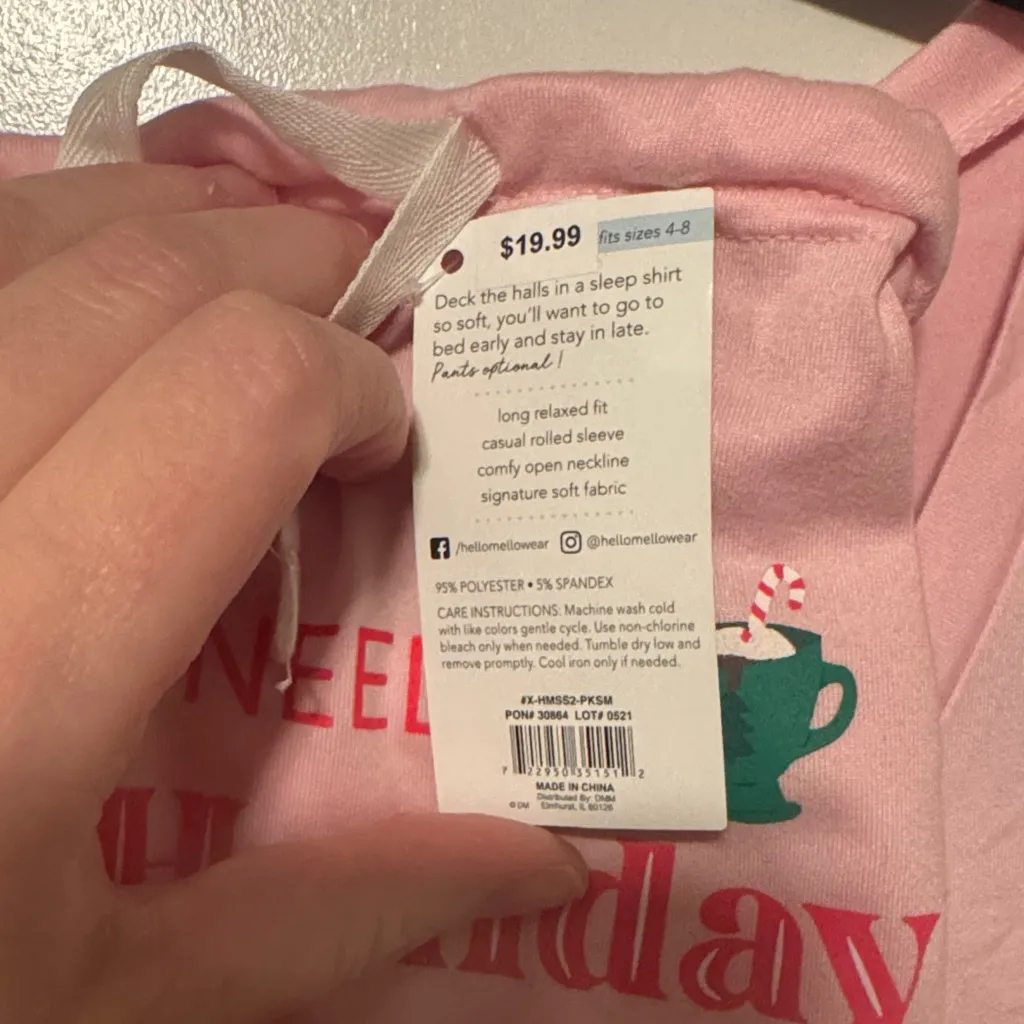 $19.99 fits sizes 4-8
Deck the halls in a sleep shirt
so soft, you'll want to go to
bed early and stay in late.
Pants optional!
long relaxed fit
casual rolled sleeve
comfy open neckline
signature soft fabric
/hellomellowear @hellomellowear
95% POLYESTER • 5% SPANDEX
CARE INSTRUCTIONS: Machine wash cold
with like colors gentle cycle. Use non-chlorine
bleach only when needed. Tumble dry low and
remove promptly. Cool iron only if needed.
#X-HMSS2-PKSM
PON# 30864 LOT# 0521
7 22950 35151 2
MADE IN CHINA
Distributed By: DMM
©DM Elmhurst, IL 60126
NEED